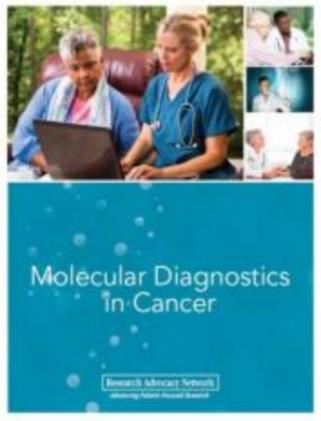 Molecular Diagnostics
in Cancer
Research Advocacy Network
Advancing Patient-Focused Research